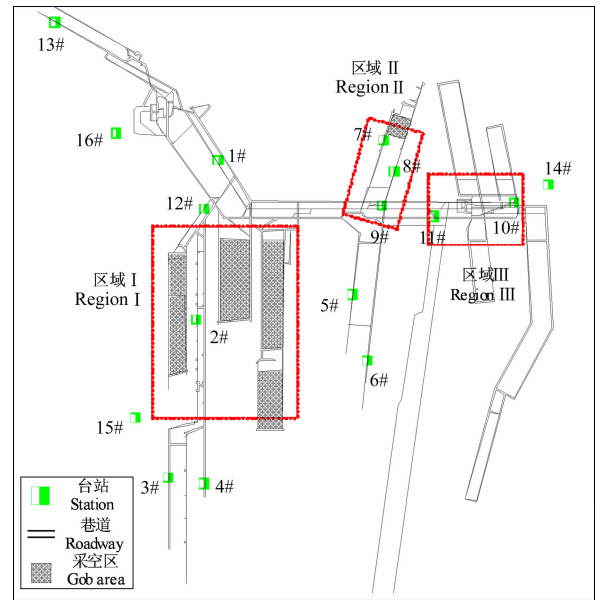 13#
区域 II
Region II
16#
1#
7#
8#
14#
12#
9#
11#
10#
区域 I
Region I
区域III
Region III
2#
5#
6#
15#
3#
4#
台站
Station
巷道
Roadway
采空区
Gob area